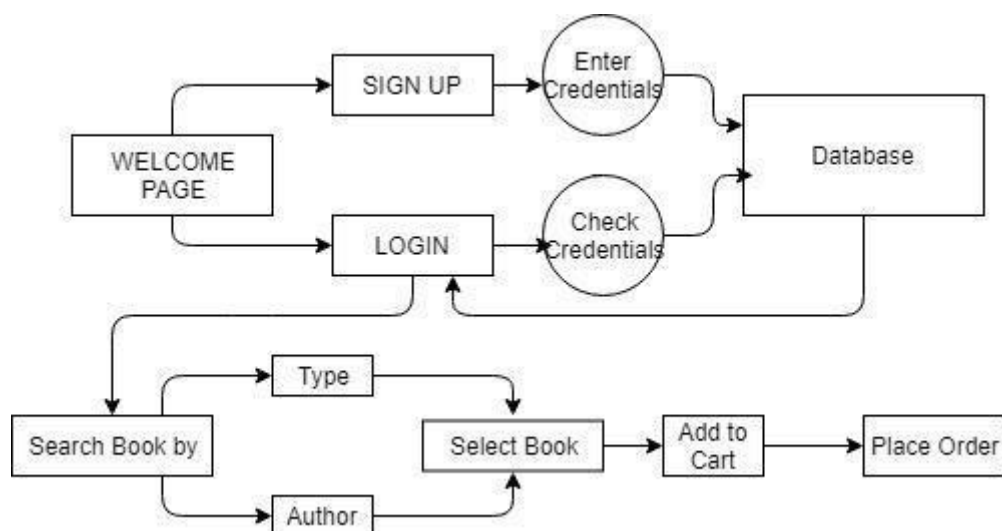 Enter
Credentials
SIGN UP
WELCOME
PAGE
Database
Check
Credentials
LOGIN
Type
Search Book by
Select Book
Add to
Cart
Place Order
Author